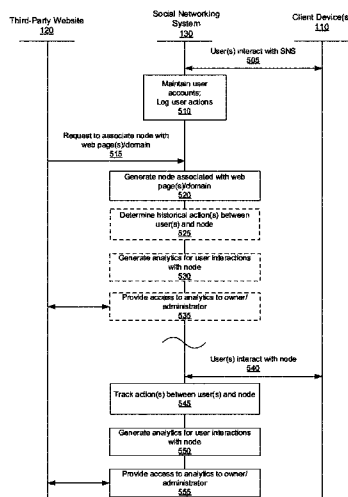 Third-Party Website
120
Social Networking
System
130
Client Device(s)
110
User(s) interact with SNS
505
Maintain user
accounts;
Log user actions
510
Request to associate node with
web page(s)/domain
515
Generate node associated with web
page(s)/domain
520
Determine historical action(s) between
user(s) and node
525
Generate analytics for user interactions
with node
530
Provide access to analytics to owner/
administrator
535
User(s) interact with node
540
Track action(s) between user(s) and node
545
Generate analytics for user interactions
with node
550
Provide access to analytics to owner/
administrator
555